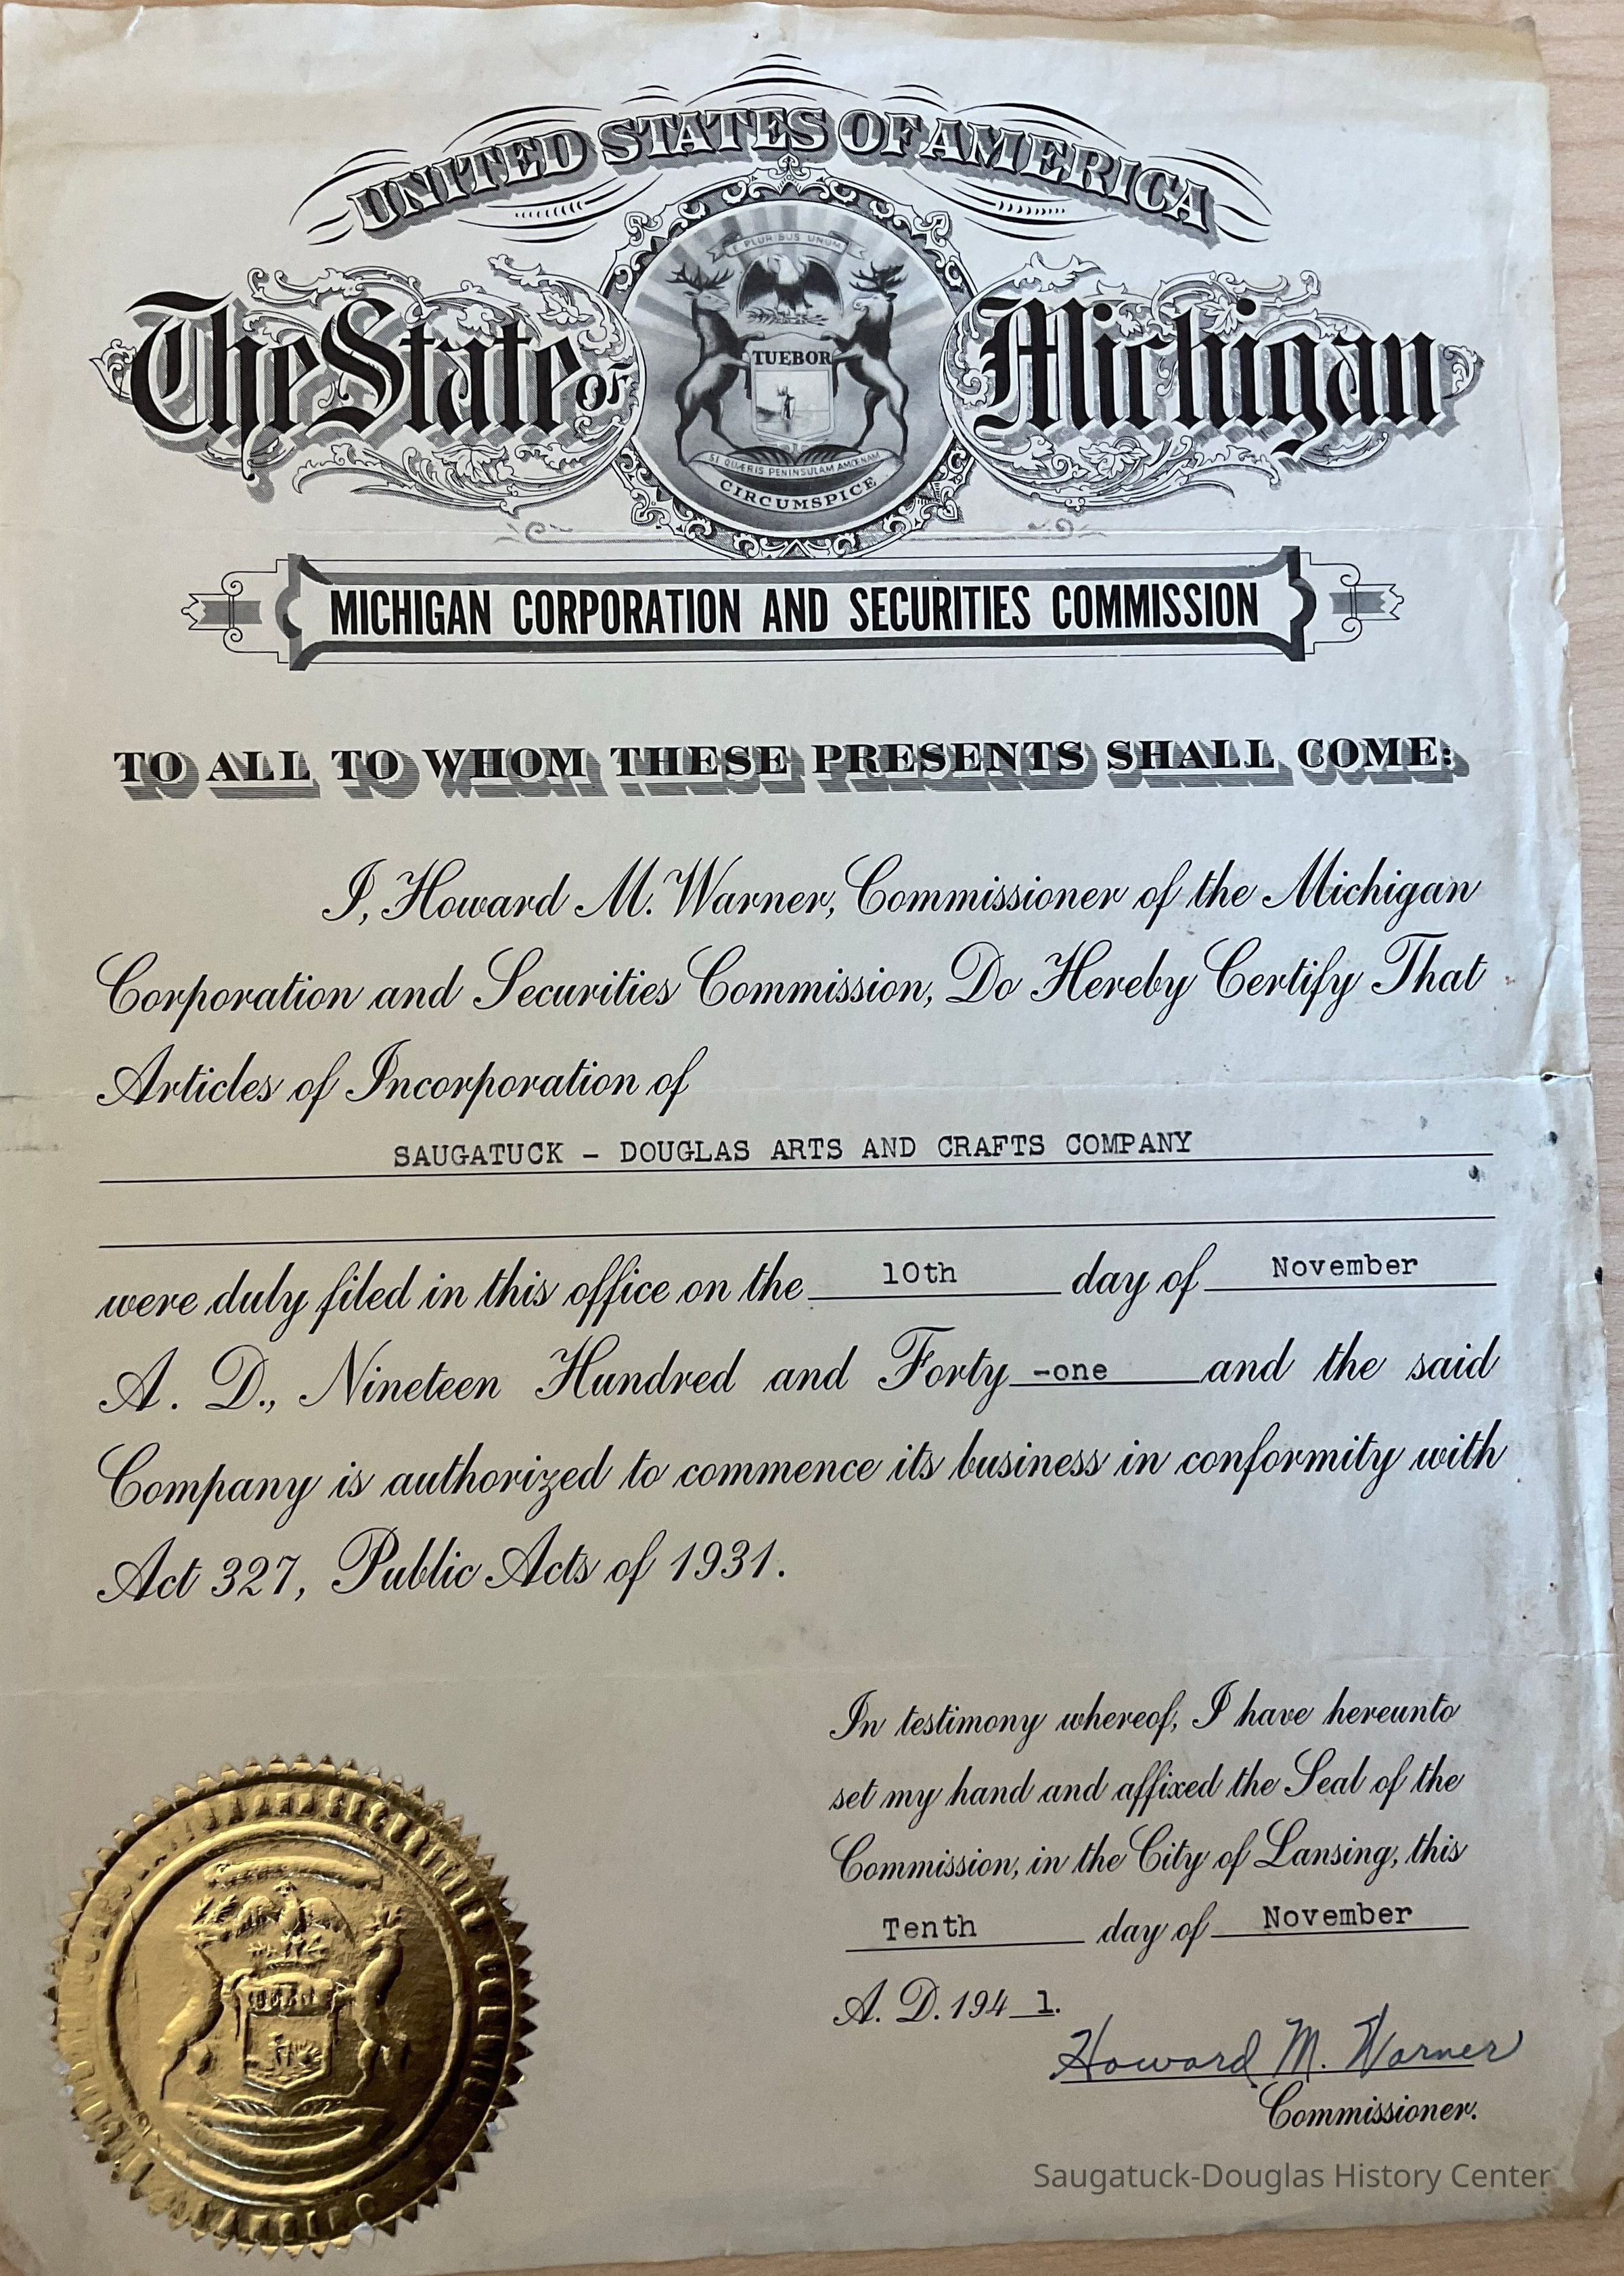 UNITED STATES OF AMERICA
E PLURIBUS UNUM
The State OF Michigan
TUEBOR
SI QUÆRIS PENINSULAM AMŒNAM
CIRCUMSPICE
MICHIGAN CORPORATION AND SECURITIES COMMISSION
TO ALL TO WHOM THESE PRESENTS SHALL COME:
I, Howard M. Warner, Commissioner of the Michigan
Corporation and Securities Commission, Do Hereby Certify That
Articles of Incorporation of
SAUGATUCK - DOUGLAS ARTS AND CRAFTS COMPANY
were duly filed in this office on the 10th day of November
A. D., Nineteen Hundred and Forty -one and the said
Company is authorized to commence its business in conformity with
Act 327, Public Acts of 1931.
In testimony whereof, I have hereunto
set my hand and affixed the Seal of the
Commission, in the City of Lansing, this
Tenth day of November
A. D. 194 1.
Howard M. Warner
Commissioner.
Saugatuck-Douglas History Center